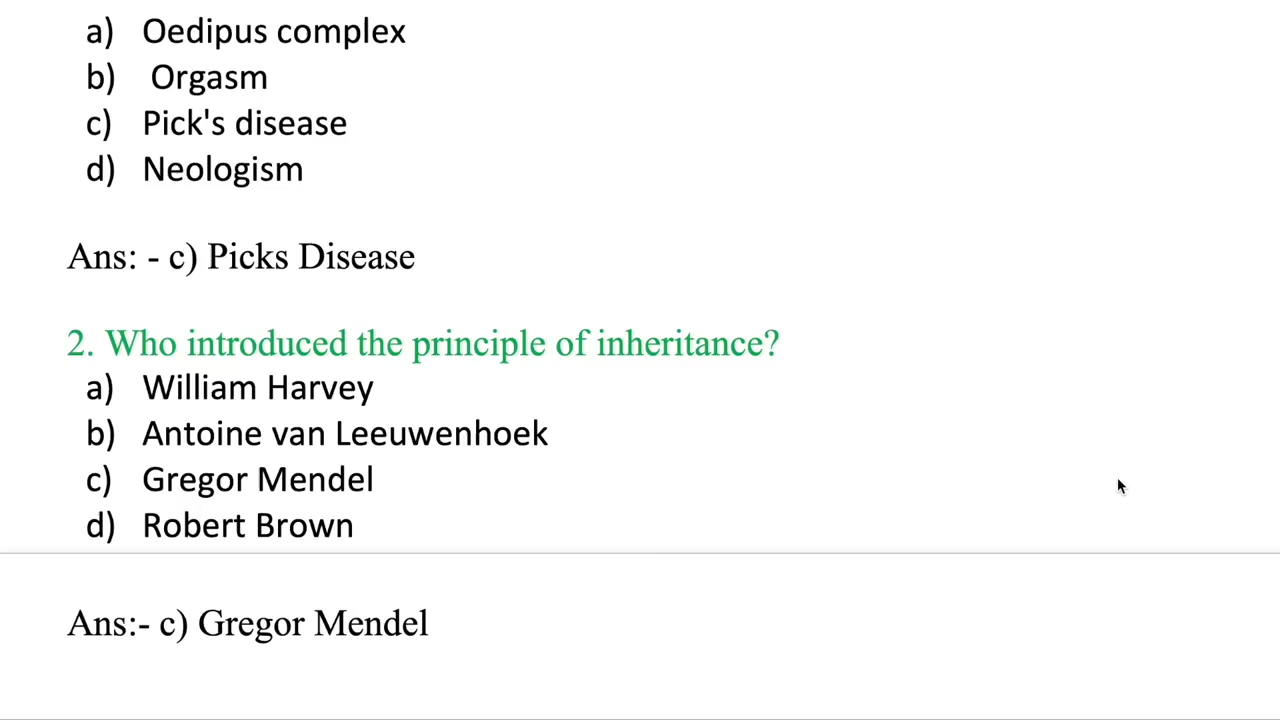 a) Oedipus complex
b) Orgasm
c) Pick's disease
d) Neologism
Ans: - c) Picks Disease
2. Who introduced the principle of inheritance?
a) William Harvey
b) Antoine van Leeuwenhoek
c) Gregor Mendel
d) Robert Brown
Ans:- c) Gregor Mendel